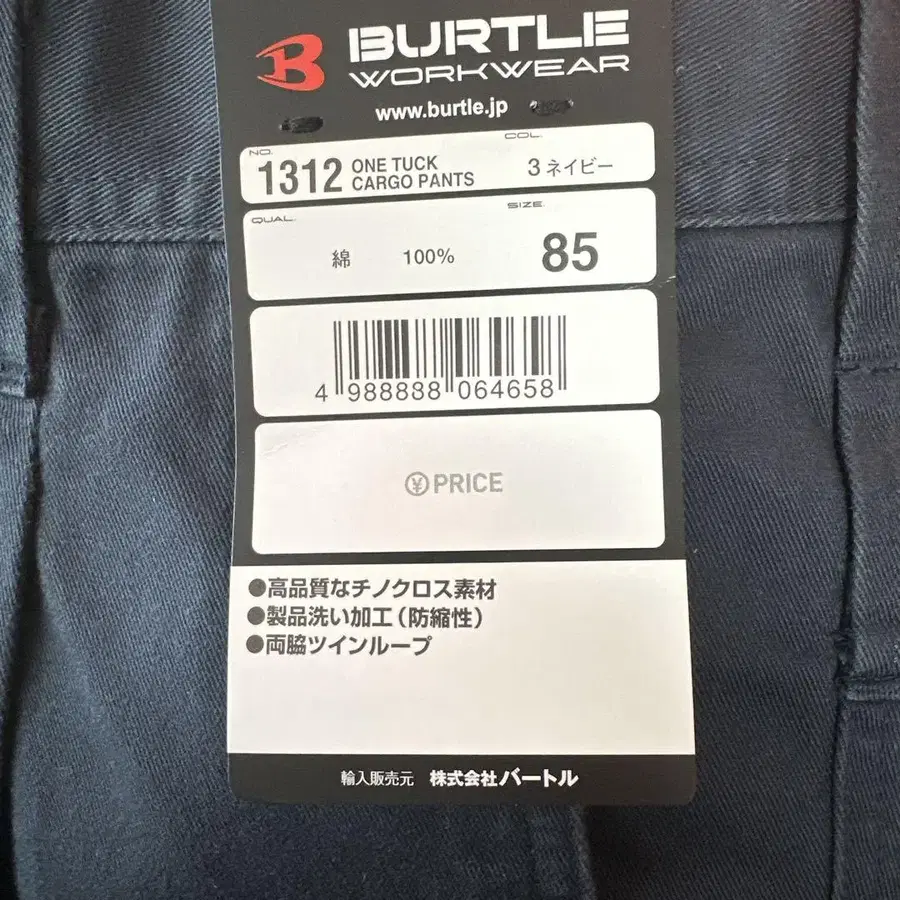 BURTLE
WORKWEAR
www.burtle.jp
NO. COL.
1312 ONE TUCK CARGO PANTS 3 ネイビー
QUAL. SIZE.
綿 100% 85
4 988888 064658
¥ PRICE
●高品質なチノクロス素材
●製品洗い加工(防縮性)
●両脇ツインループ
輸入販売元 株式会社バートル